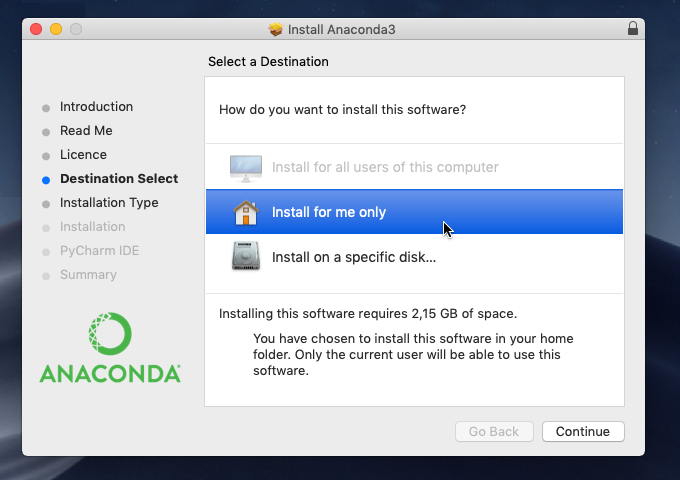 Install Anaconda3
Select a Destination
Introduction
Read Me
Licence
Destination Select
Installation Type
Installation
PyCharm IDE
Summary
ANACONDA
How do you want to install this software?
Install for all users of this computer
Install for me only
Install on a specific disk...
Installing this software requires 2,15 GB of space.
You have chosen to install this software in your home
folder. Only the current user will be able to use this
software.
Go Back
Continue